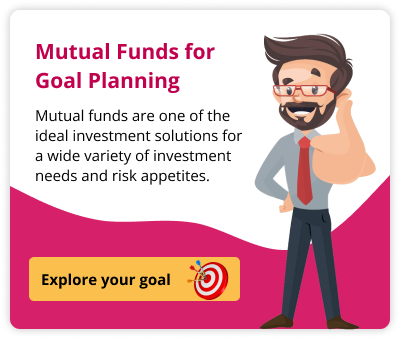 Mutual Funds for
Goal Planning
Mutual funds are one of the
ideal investment solutions for
a wide variety of investment
needs and risk appetites.
Explore your goal